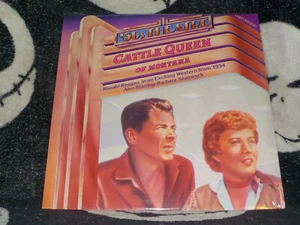 CATTLE QUEEN
OF MONTANA
Ronald Reagan in an Exciting Western from 1954
Also Starring Barbara Stanwyck